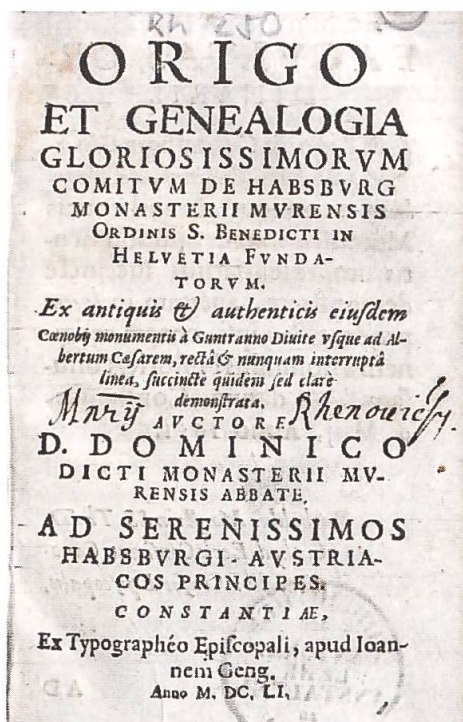 Rh 250
ORIGO
ET GENEALOGIA
GLORIOSISSIMORVM
COMITVM DE HABSBVRG
MONASTERII MVRENSIS
ORDINIS S. BENEDICTI IN
HELVETIA FVNDA-
TORVM.
Ex antiquis & authenticis eiusdem
Cœnobij monumentis à Guntranno Diuite vsque ad Al-
bertum Cæsarem, rectâ & nunquam interruptâ
linea, succinctè quidem sed clarè
demonstrata.
AVCTORE
D. DOMINICO
DICTI MONASTERII MV-
RENSIS ABBATE,
AD SERENISSIMOS
HABSBVRGI-AVSTRIA-
COS PRINCIPES.
CONSTANTIAE,
Ex Typographéo Episcopali, apud Ioan-
nem Geng.
Anno M. DC. LI.